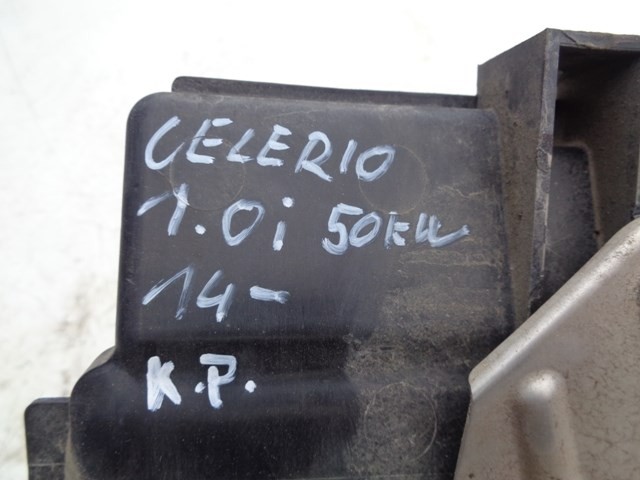 CELERIO
1.0i 50kW
14-
K.P.